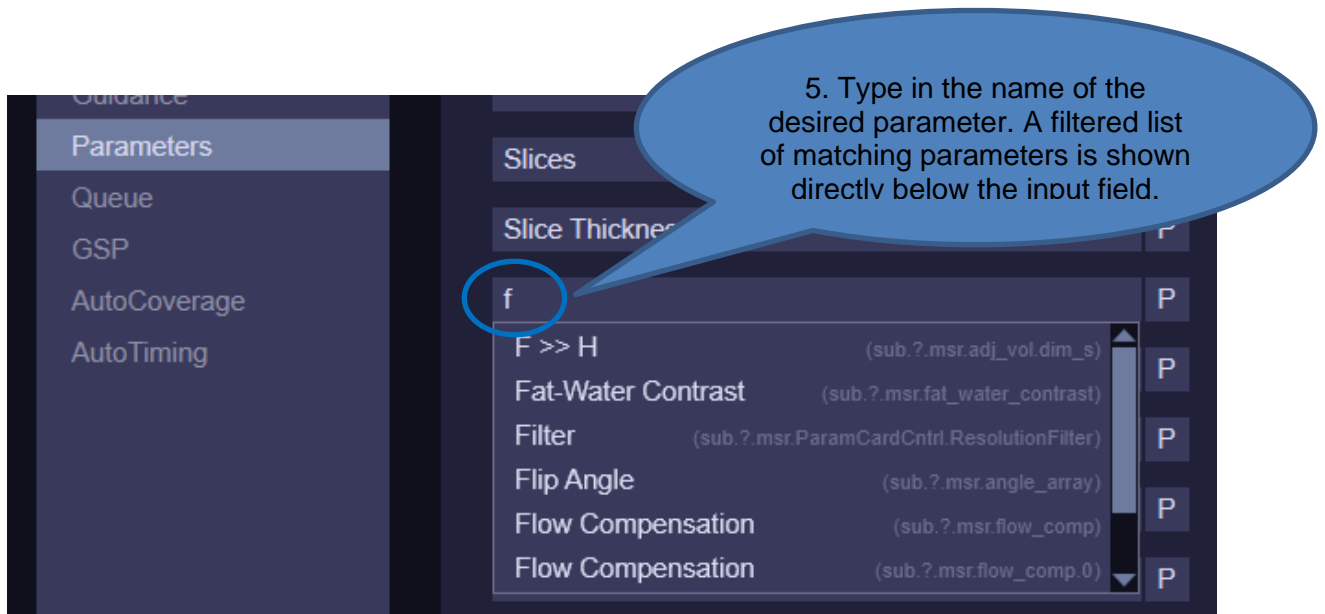 5. Type in the name of the
desired parameter. A filtered list
of matching parameters is shown
directly below the input field.
Guidance
Parameters
Queue
GSP
AutoCoverage
AutoTiming
Slices
Slice Thickness
P
f
P
F >> H (sub.?.msr.adj_vol.dim_s)
P
Fat-Water Contrast (sub.?.msr.fat_water_contrast)
Filter (sub.?.msr.ParamCardCntrl.ResolutionFilter)
P
Flip Angle (sub.?.msr.angle_array)
Flow Compensation (sub.?.msr.flow_comp)
P
Flow Compensation (sub.?.msr.flow_comp.0)
P